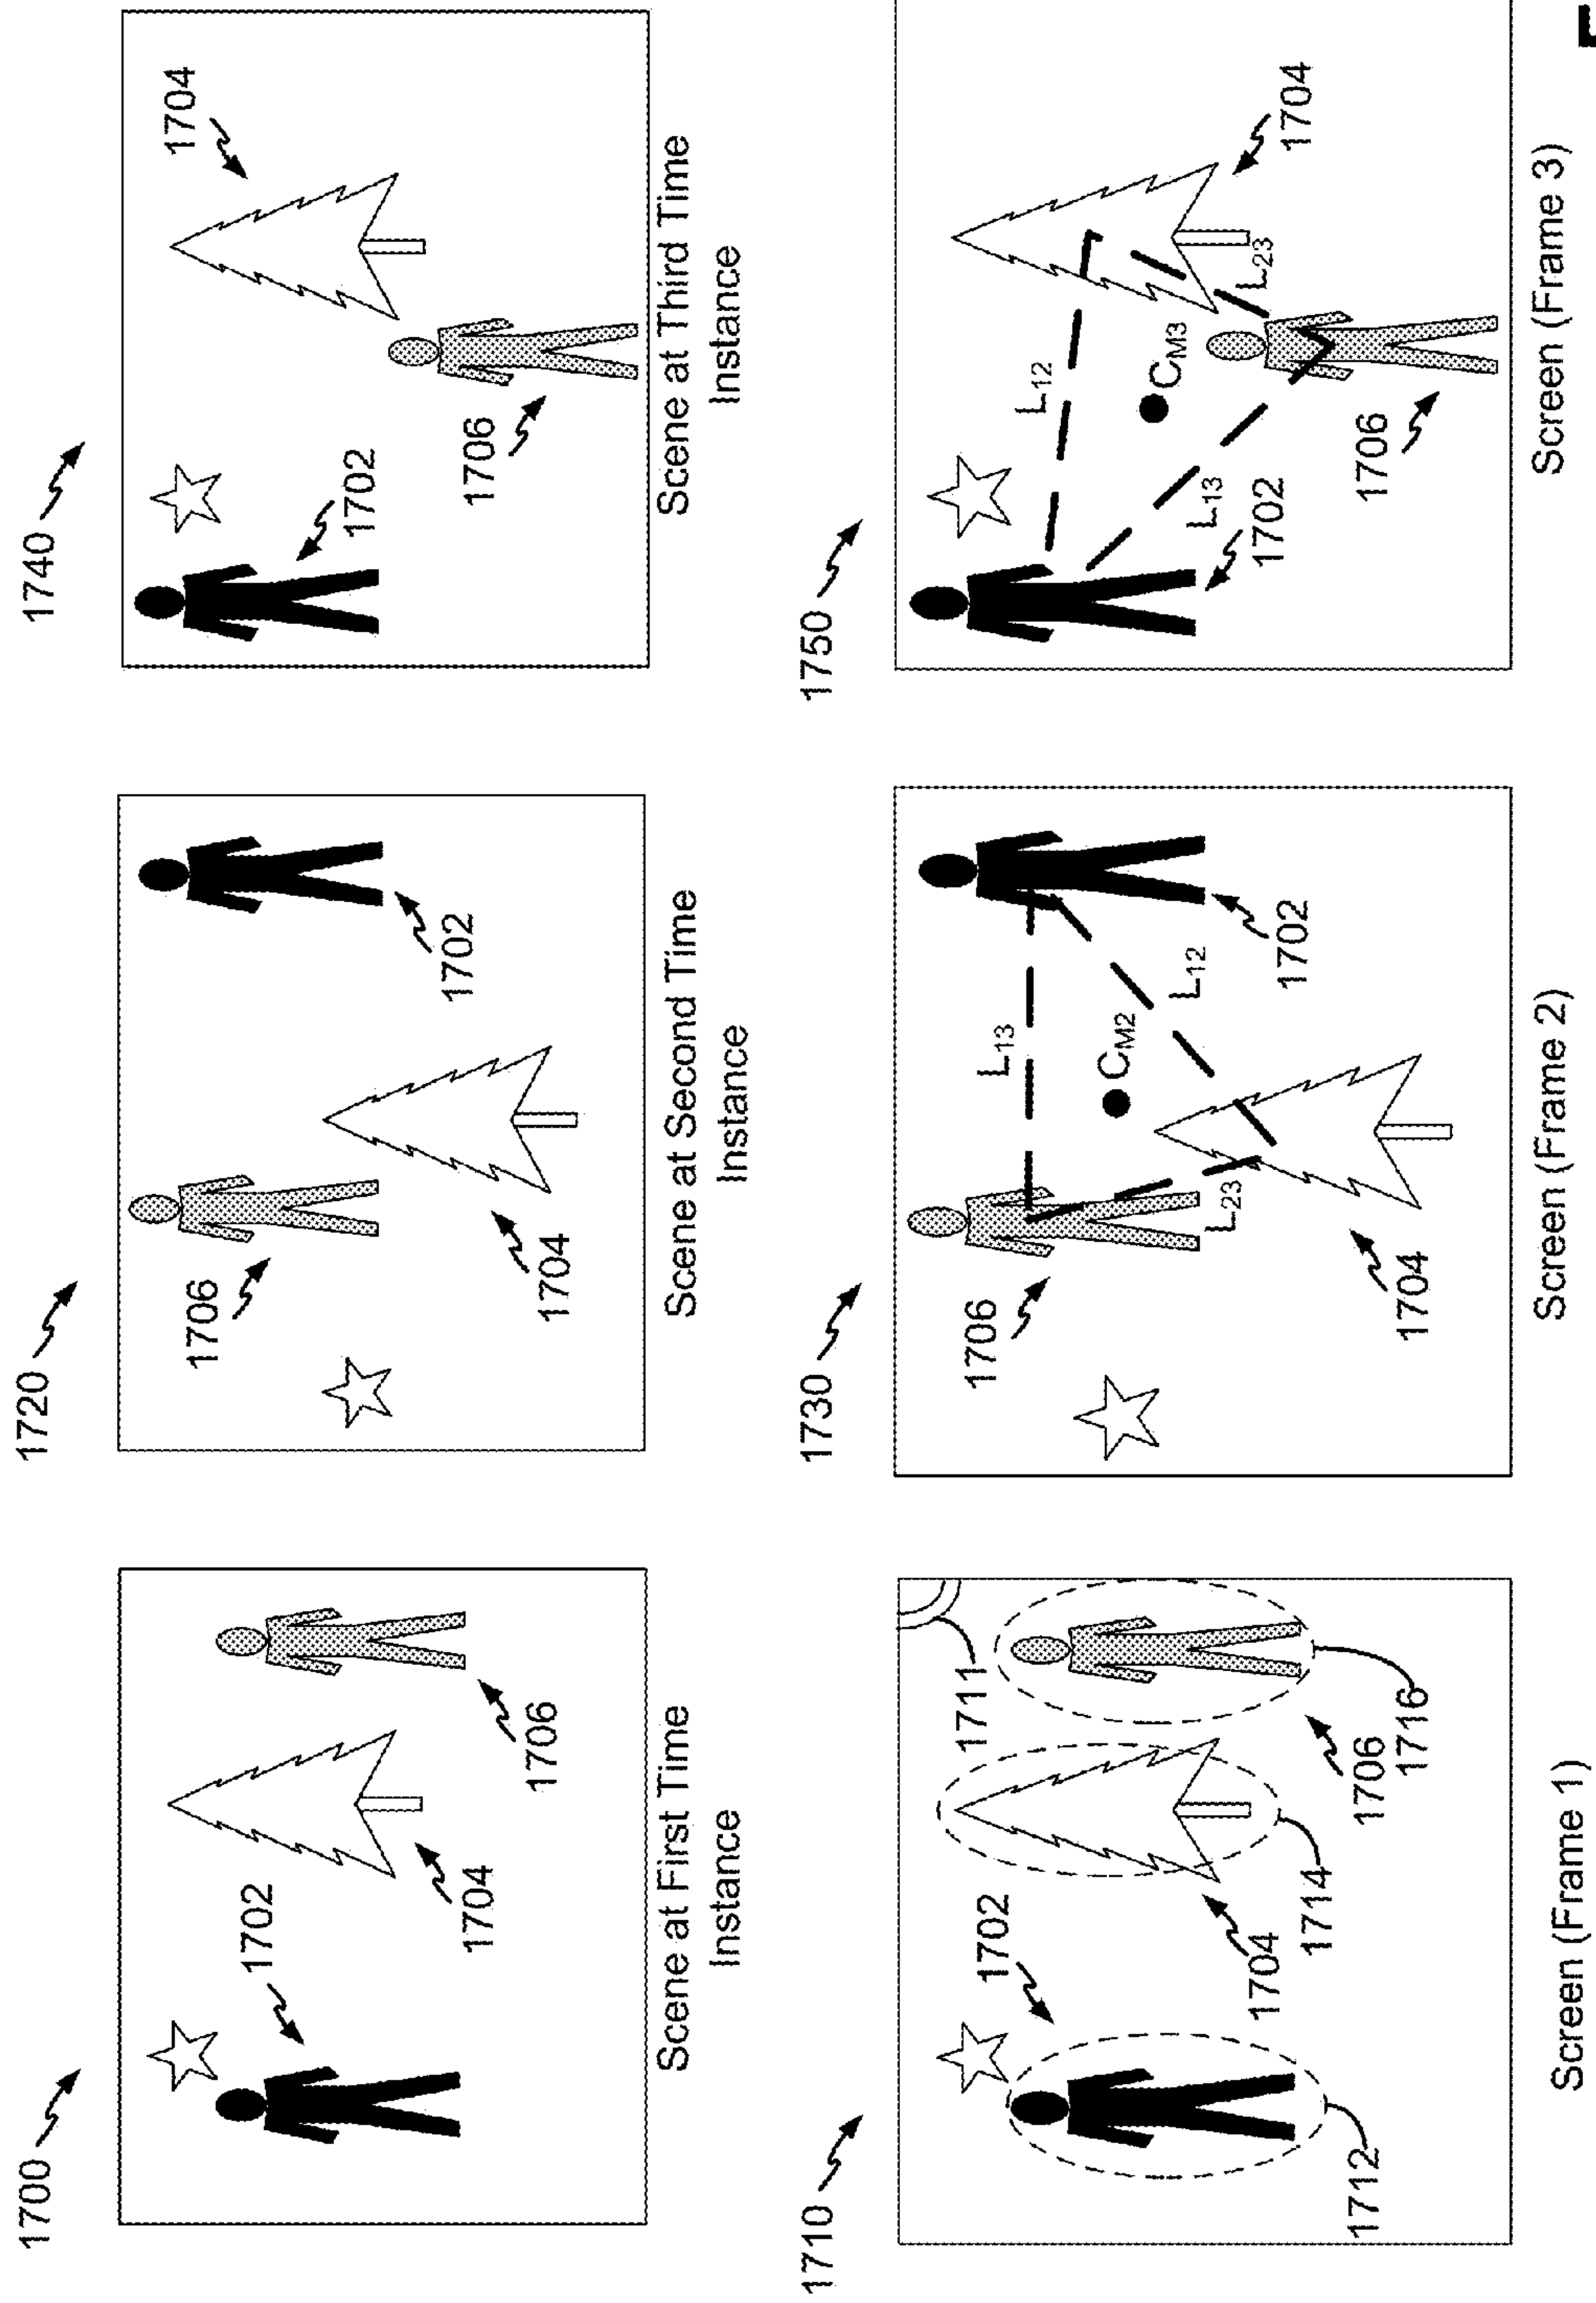 1700
1702
1704
1706
Scene at First Time
Instance
1720
1706
1704
1702
Scene at Second Time
Instance
1740
1702
1706
1704
Scene at Third Time
Instance
1710
1711
1702
1704
1714
1706
1712
1716
Screen (Frame 1)
1730
1706
L13
CM2
L12
L23
1702
1704
Screen (Frame 2)
1750
L12
CM3
L13
L23
1702
1704
1706
Screen (Frame 3)